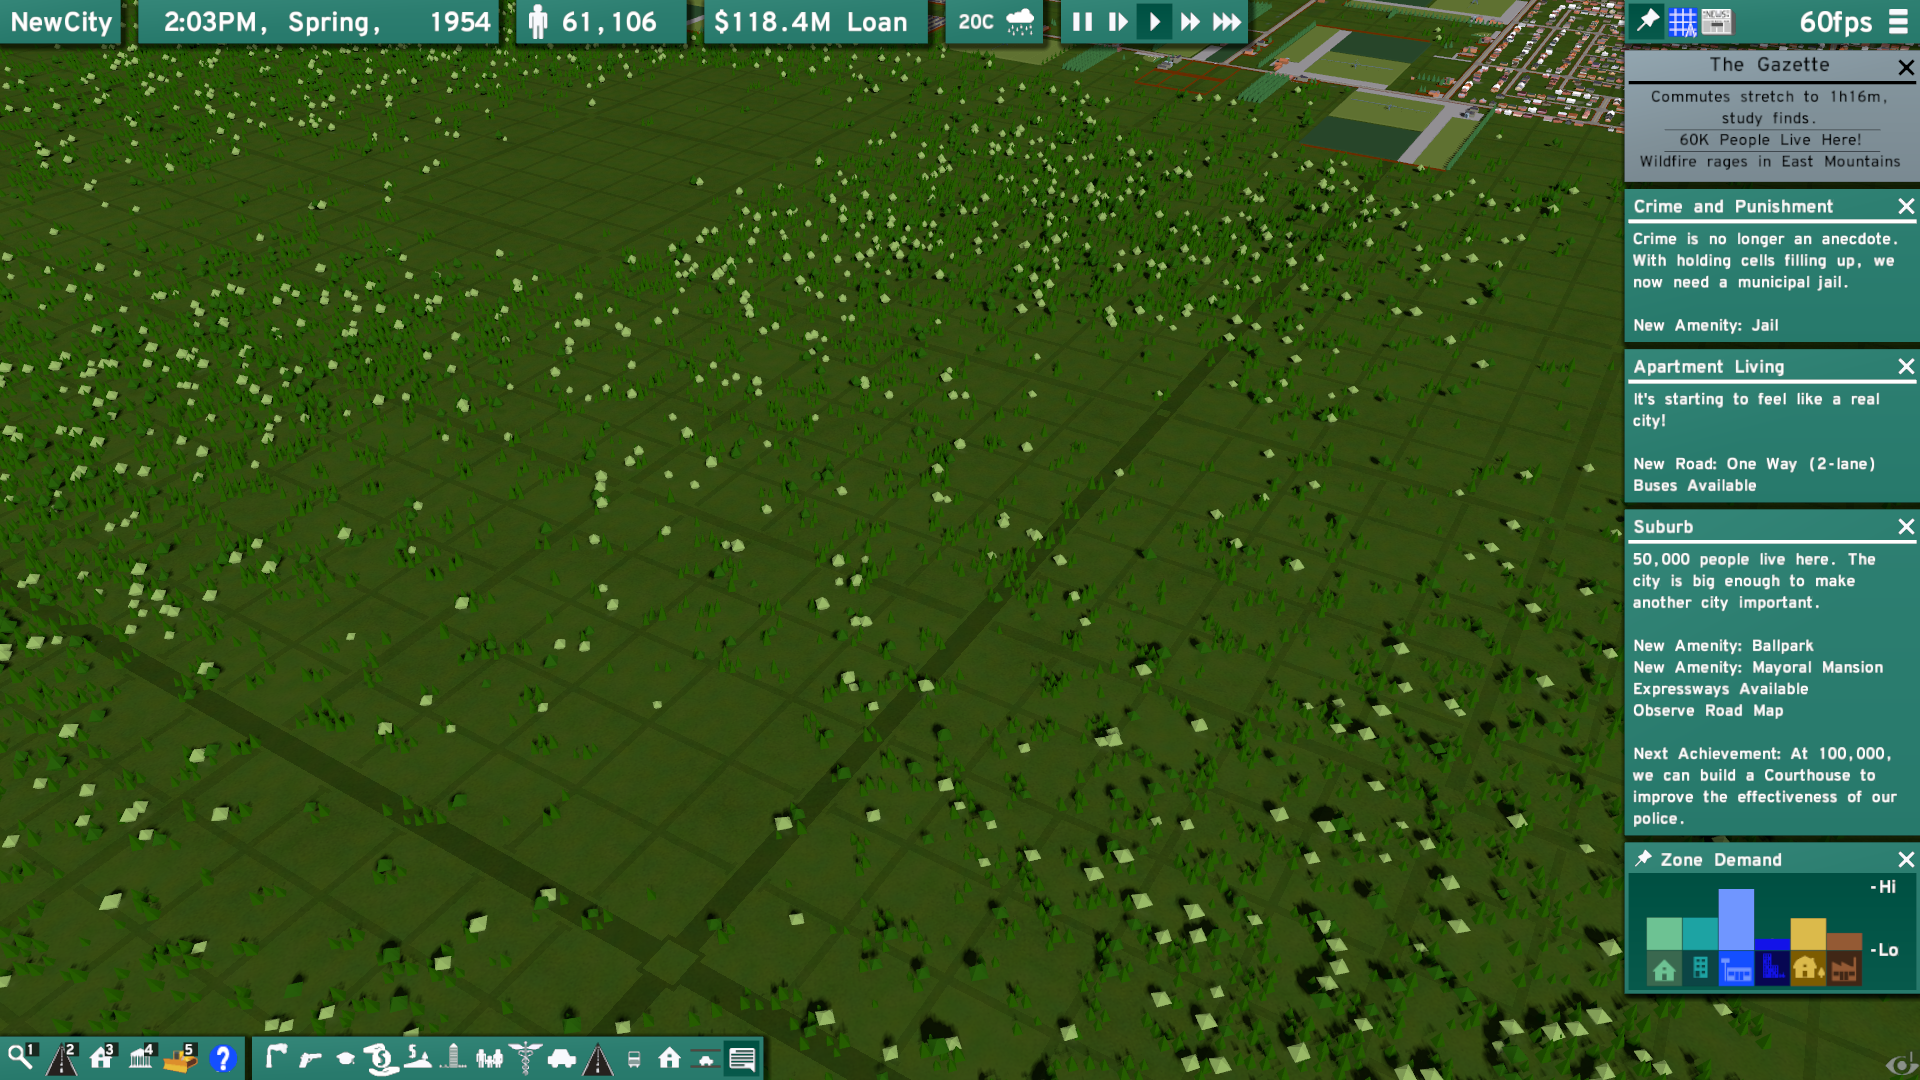 NewCity
2:03PM, Spring, 1954
61,106
$118.4M Loan
20C
NEWS
60fps
The Gazette
Commutes stretch to 1h16m,
study finds.
60K People Live Here!
Wildfire rages in East Mountains
Crime and Punishment
Crime is no longer an anecdote.
With holding cells filling up, we
now need a municipal jail.
New Amenity: Jail
Apartment Living
It's starting to feel like a real
city!
New Road: One Way (2-lane)
Buses Available
Suburb
50,000 people live here. The
city is big enough to make
another city important.
New Amenity: Ballpark
New Amenity: Mayoral Mansion
Expressways Available
Observe Road Map
Next Achievement: At 100,000,
we can build a Courthouse to
improve the effectiveness of our
police.
Zone Demand
-Hi
-Lo
1 2 3 4 5 ?